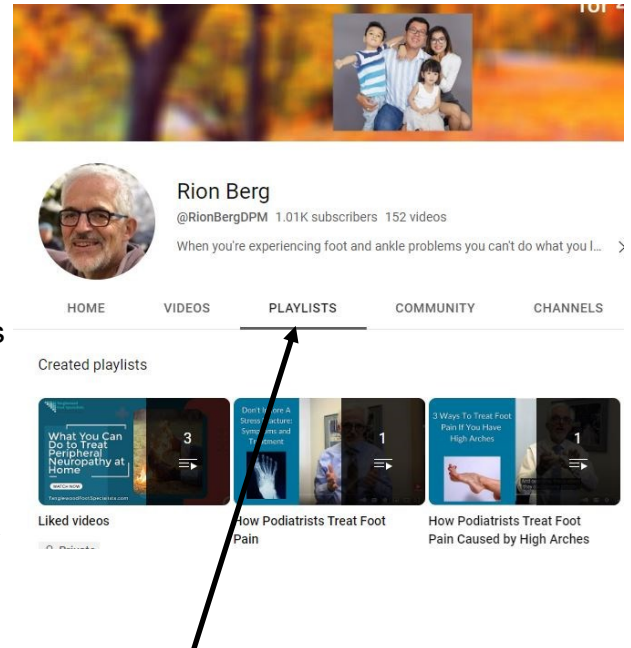 Rion Berg
@RionBergDPM 1.01K subscribers 152 videos
When you're experiencing foot and ankle problems you can't do what you l...
HOME VIDEOS PLAYLISTS COMMUNITY CHANNELS
s
Created playlists
What You Can
Do to Treat
Peripheral
Neuropathy at
Home
WATCH NOW
TanglewoodFootSpecialists.com
3
Don't Ignore A
Stress Fracture:
Symptoms and
Treatment
1
3 Ways To Treat Foot
Pain If You Have
High Arches
1
Liked videos
How Podiatrists Treat Foot
Pain
How Podiatrists Treat Foot
Pain Caused by High Arches